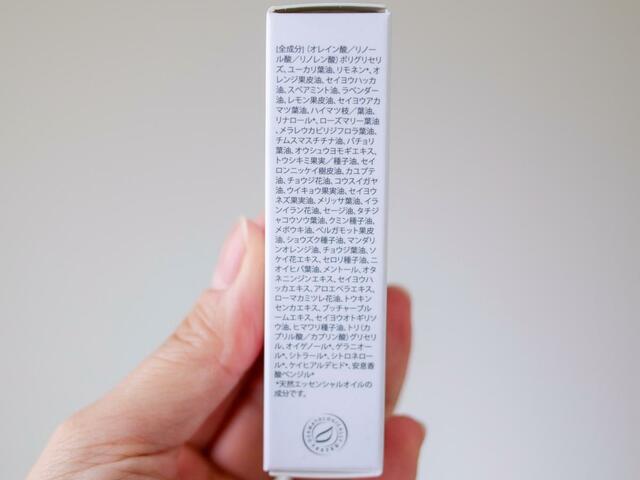 [全成分] (オレイン酸／リノー
ル酸／リノレン酸) ポリグリセリ
ズ、ユーカリ葉油、リモネン*、オ
レンジ果皮油、セイヨウハッカ
油、スペアミント油、ラベンダー
油、レモン果皮油、セイヨウアカ
マツ葉油、ハイマツ枝／葉油、
リナロール*、ローズマリー葉油
、メラレウカビリジフロラ葉油、
チムスマスチチナ油、パチョリ
葉油、オウシュウヨモギエキス、
トウシキミ果実／種子油、セイ
ロンニッケイ樹皮油、カユプテ
油、チョウジ花油、コウスイガヤ
油、ウイキョウ果実油、セイヨウ
ネズ果実油、メリッサ葉油、イラ
ンイラン花油、セージ油、タチジ
ャコウソウ葉油、クミン種子油、
メボウキ油、ベルガモット果皮
油、ショウズク種子油、マンダリ
ンオレンジ油、チョウジ葉油、ソ
ケイ花エキス、セロリ種子油、ニ
オイヒバ葉油、メントール、オタ
ネニンジンエキス、セイヨウハ
ッカエキス、アロエベラエキス、
ローマカミツレ花油、トウキン
センカエキス、ブッチャーブル
ームエキス、セイヨウオトギリソ
ウ油、ヒマワリ種子油、トリ (カ
プリル酸／カプリン酸) グリセリ
ル、オイゲノール*、ゲラニオー
ル*、シトラール*、シトロネロー
ル*、ケイヒアルデヒド*、安息香
酸ベンジル*
*天然エッセンシャルオイルの
成分です。